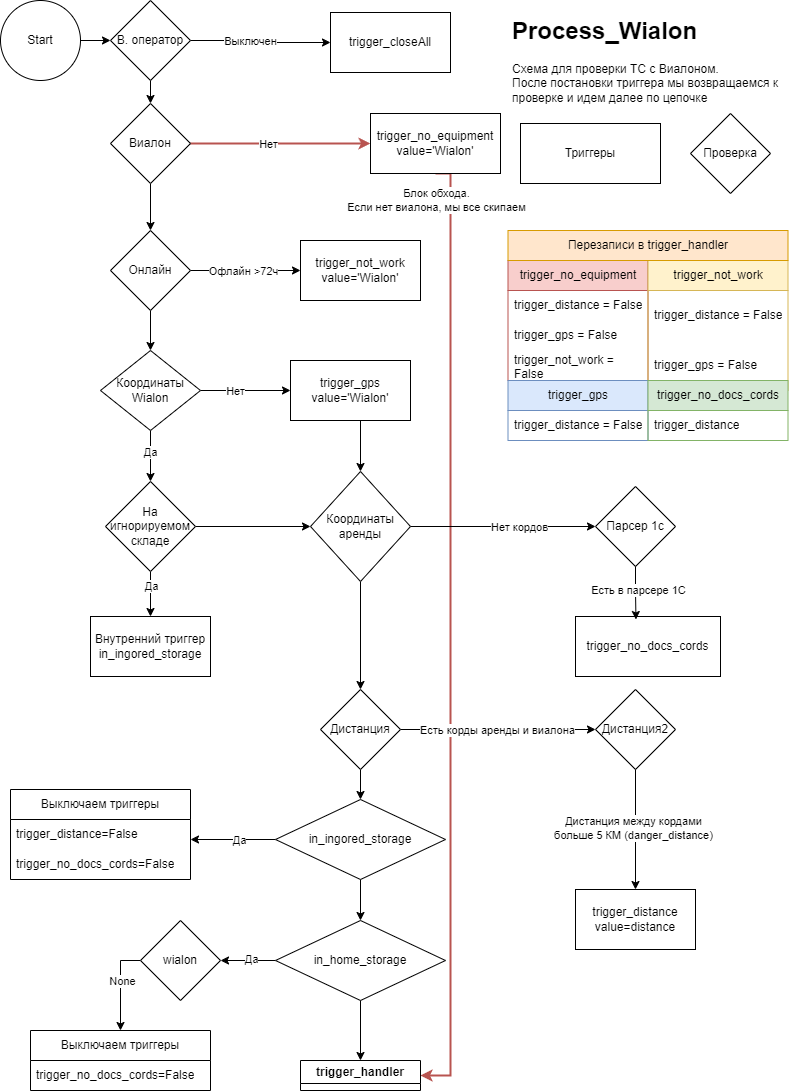 Process_Wialon
Схема для проверки ТС с Виалоном.
После постановки триггера мы возвращаемся к
проверке и идем далее по цепочке
Триггеры
Проверка
Start
В. оператор
Выключен
trigger_closeAll
Виалон
Нет
trigger_no_equipment
value='Wialon'
Блок обхода.
Если нет виалона, мы все скипаем
Онлайн
Офлайн >72ч
trigger_not_work
value='Wialon'
Перезаписи в trigger_handler
trigger_no_equipment
trigger_not_work
trigger_distance = False
trigger_distance = False
trigger_gps = False
trigger_not_work =
False
trigger_gps = False
trigger_gps
trigger_no_docs_cords
trigger_distance = False
trigger_distance
Координаты
Wialon
Нет
trigger_gps
value='Wialon'
Да
На
игнорируемом
складе
Координаты
аренды
Нет кордов
Парсер 1с
Да
Есть в парсере 1С
Внутренний триггер
in_ingored_storage
trigger_no_docs_cords
Дистанция
Есть корды аренды и виалона
Дистанция2
Дистанция между кордами
больше 5 КМ (danger_distance)
trigger_distance
value=distance
Выключаем триггеры
trigger_distance=False
trigger_no_docs_cords=False
Да
in_ingored_storage
wialon
Да
in_home_storage
None
Выключаем триггеры
trigger_no_docs_cords=False
trigger_handler